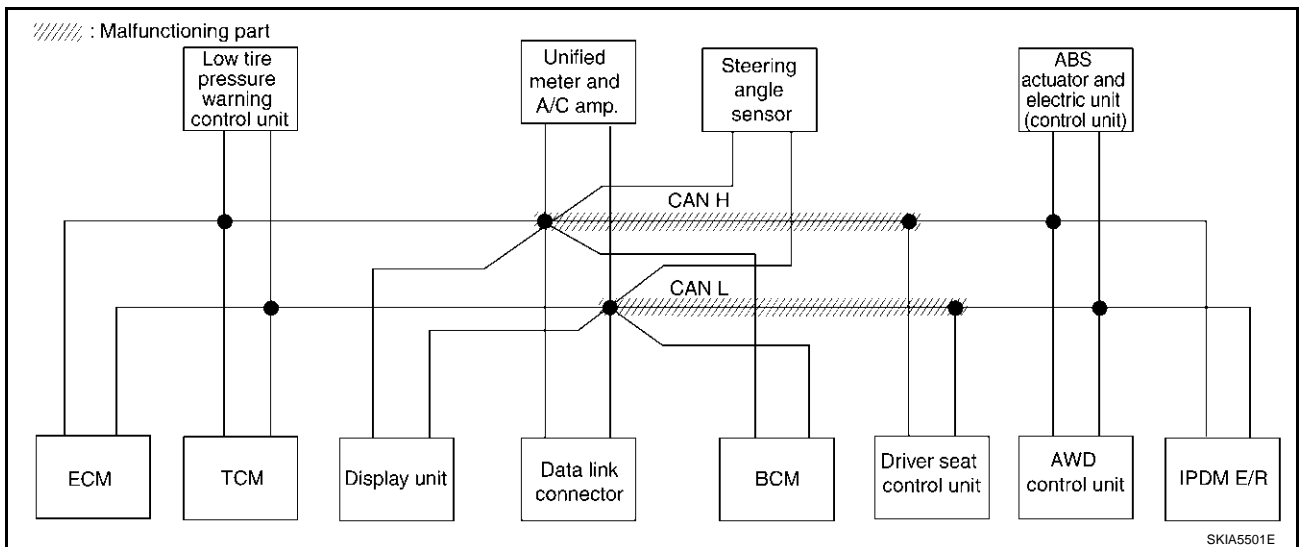 : Malfunctioning part
Low tire
pressure
warning
control unit
Unified
meter and
A/C amp.
Steering
angle
sensor
ABS
actuator and
electric unit
(control unit)
CAN H
CAN L
ECM
TCM
Display unit
Data link
connector
BCM
Driver seat
control unit
AWD
control unit
IPDM E/R
SKIA5501E